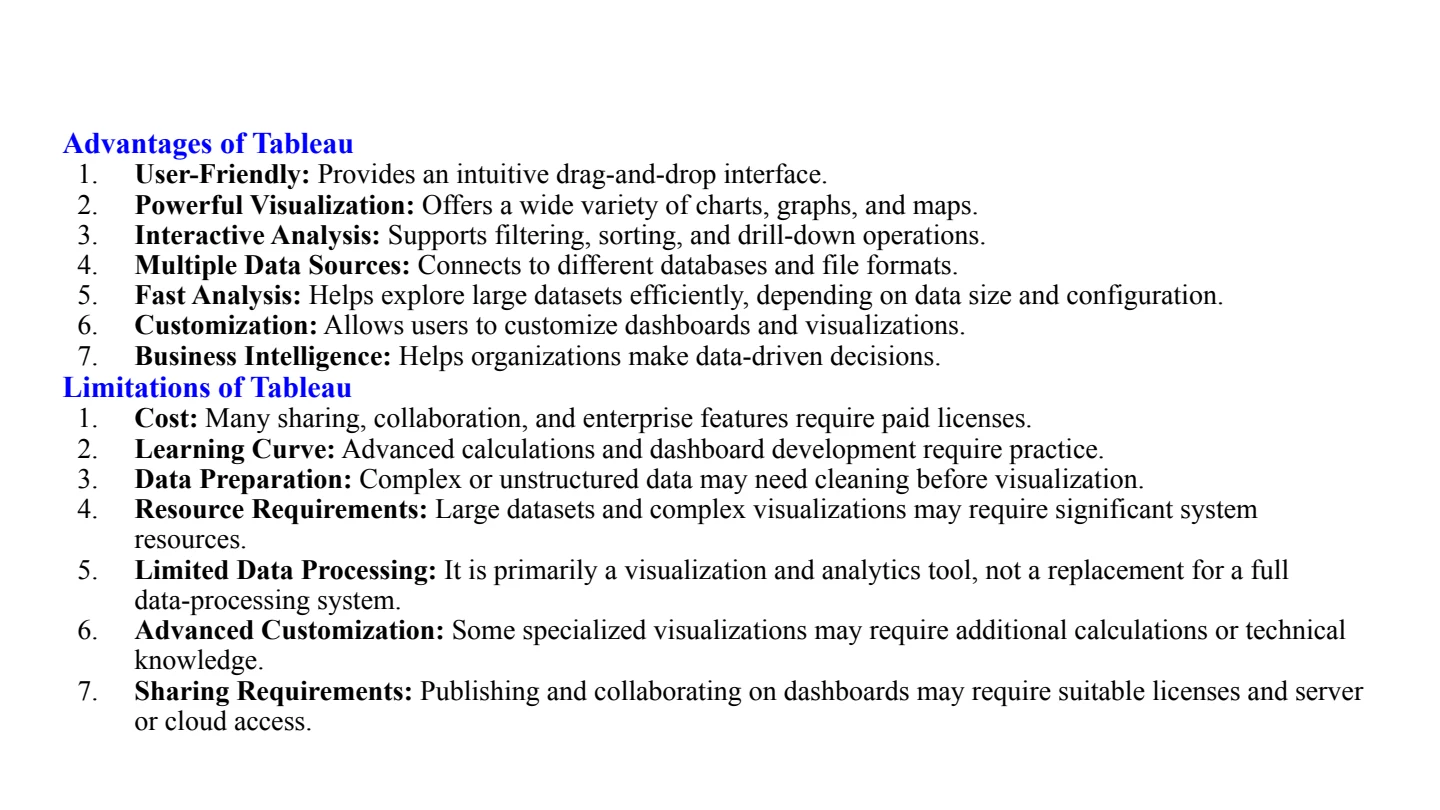 Advantages of Tableau
1. User-Friendly: Provides an intuitive drag-and-drop interface.
2. Powerful Visualization: Offers a wide variety of charts, graphs, and maps.
3. Interactive Analysis: Supports filtering, sorting, and drill-down operations.
4. Multiple Data Sources: Connects to different databases and file formats.
5. Fast Analysis: Helps explore large datasets efficiently, depending on data size and configuration.
6. Customization: Allows users to customize dashboards and visualizations.
7. Business Intelligence: Helps organizations make data-driven decisions.
Limitations of Tableau
1. Cost: Many sharing, collaboration, and enterprise features require paid licenses.
2. Learning Curve: Advanced calculations and dashboard development require practice.
3. Data Preparation: Complex or unstructured data may need cleaning before visualization.
4. Resource Requirements: Large datasets and complex visualizations may require significant system
resources.
5. Limited Data Processing: It is primarily a visualization and analytics tool, not a replacement for a full
data-processing system.
6. Advanced Customization: Some specialized visualizations may require additional calculations or technical
knowledge.
7. Sharing Requirements: Publishing and collaborating on dashboards may require suitable licenses and server
or cloud access.